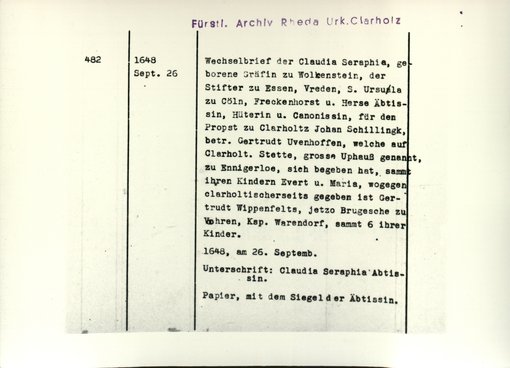 Fürstl. Archiv Rheda Urk. Clarholz
482
1648
Sept. 26
Wechselbrief der Claudia Seraphia, ge-
borene Gräfin zu Wolkenstein, der
Stifter zu Essen, Vreden, S. Ursula
zu Cöln, Freckenhorst u. Herse Äbtis-
sin, Hüterin u. Canonissin, für den
Propst zu Clarholtz Johan Schillingk,
betr. Gertrudt Uvenhoffen, welche auf
Clarholt. Stette, grosse Uphauß genannt,
zu Ennigerloe, sich begeben hat, sammt
ihren Kindern Evert u. Maria, wogegen
clarholtischerseits gegeben ist Ger-
trudt Wippenfelts, jetzo Brugesche zu
Vohren, Ksp. Warendorf, sammt 6 ihrer
Kinder.
1648, am 26. Septemb.
Unterschrift: Claudia Seraphia Abtis-
sin.
Papier, mit dem Siegel der Äbtissin.